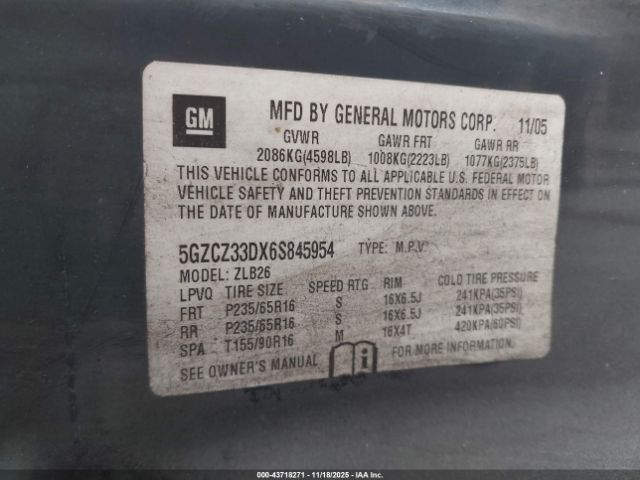 GM
MFD BY GENERAL MOTORS CORP. 11/05
GVWR GAWR FRT GAWR RR
2086KG(4598LB) 1008KG(2223LB) 1077KG(2375LB)
THIS VEHICLE CONFORMS TO ALL APPLICABLE U.S. FEDERAL MOTOR
VEHICLE SAFETY AND THEFT PREVENTION STANDARDS IN EFFECT ON
THE DATE OF MANUFACTURE SHOWN ABOVE.
5GZCZ33DX6S845954 TYPE: M.P.V.
MODEL: ZLB26
LPVQ TIRE SIZE SPEED RTG RIM COLD TIRE PRESSURE
FRT P235/65R16 S 16X6.5J 241KPA(35PSI)
RR P235/65R16 S 16X6.5J 241KPA(35PSI)
SPA T155/90R16 M 16X4T 420KPA(60PSI)
SEE OWNER'S MANUAL FOR MORE INFORMATION.
000-43718271 - 11/18/2025 - IAA Inc.